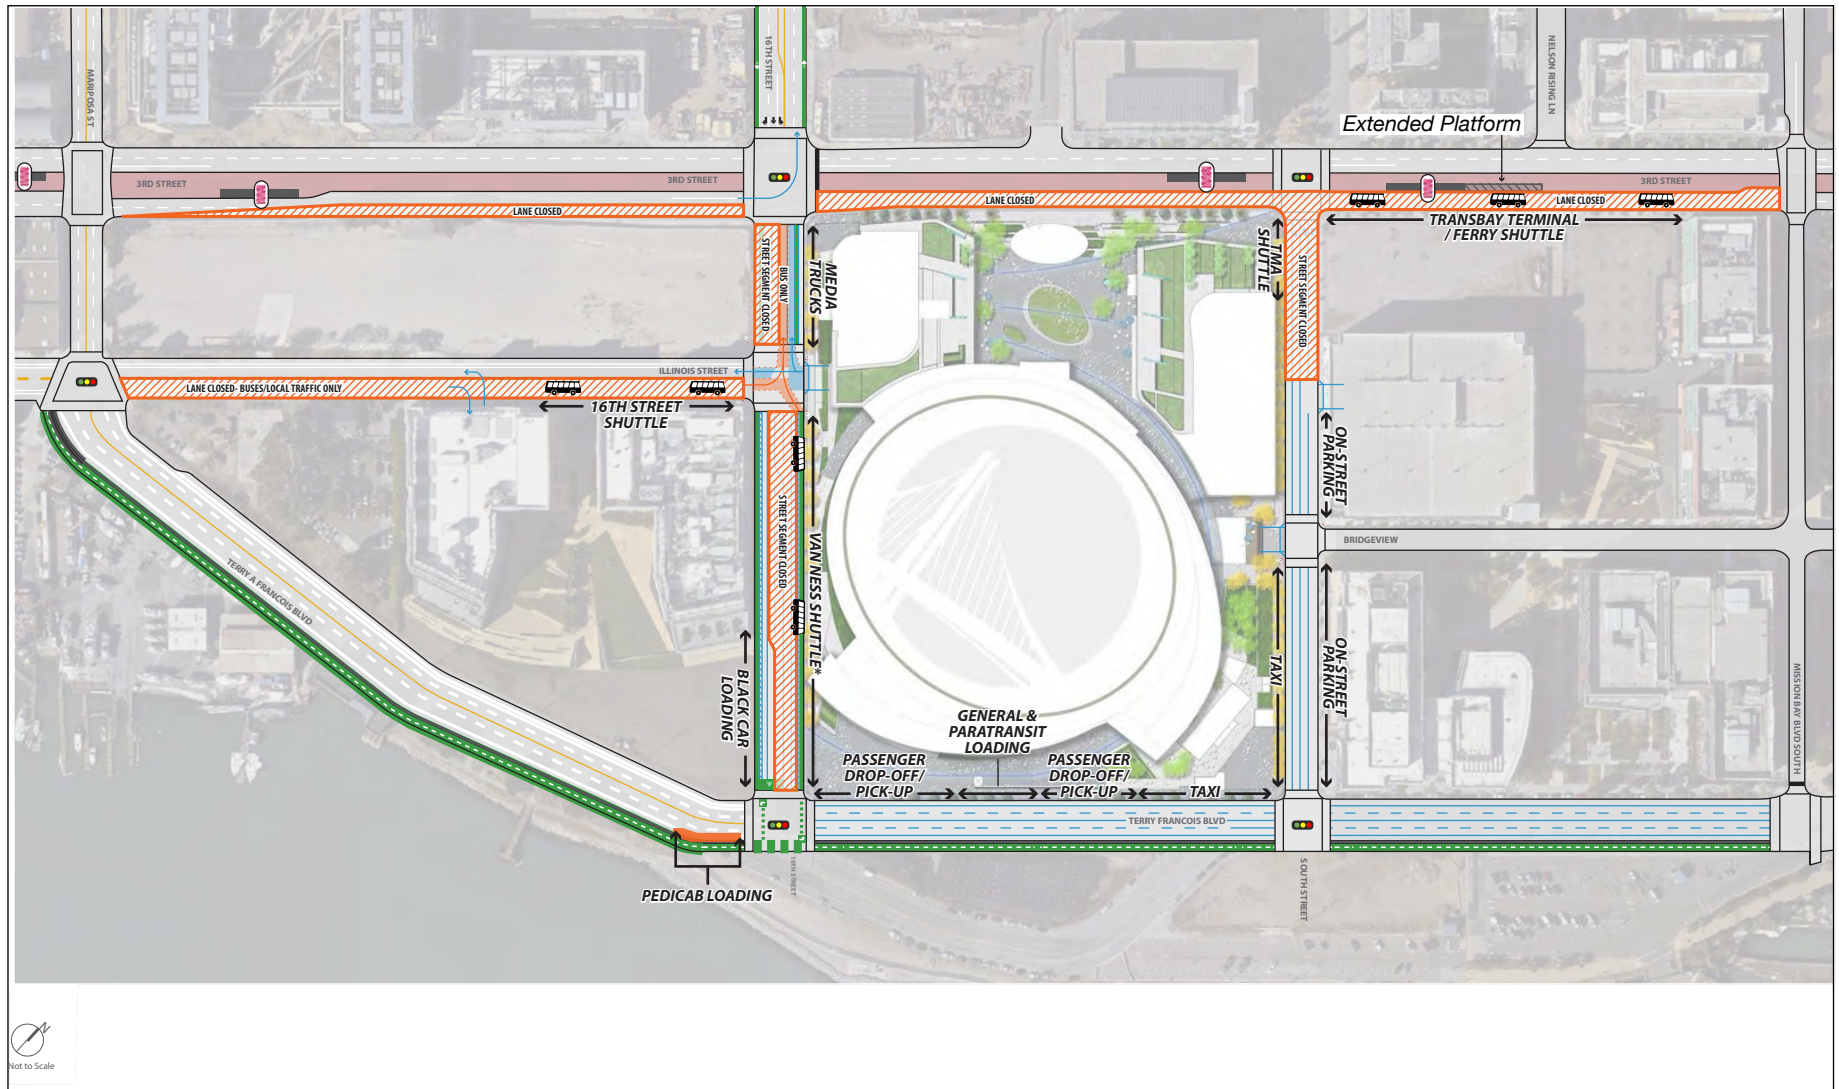 16TH STREET
NELSON RISING LN
MARIPOSA ST
Extended Platform
3RD STREET
3RD STREET
3RD STREET
LANE CLOSED
LANE CLOSED
LANE CLOSED
TRANSBAY TERMINAL
/ FERRY SHUTTLE
STREET SEGMENT CLOSED
BUS ONLY
MEDIA
TRUCKS
TMA
SHUTTLE
STREET SEGMENT CLOSED
ILLINOIS STREET
LANE CLOSED- BUSES/LOCAL TRAFFIC ONLY
16TH STREET
SHUTTLE
ON-STREET
PARKING
STREET SEGMENT CLOSED
VAN NESS SHUTTLE*
BRIDGEVIEW
TERRY A FRANCOIS BLVD
BLACK CAR
LOADING
TAXI
ON-STREET
PARKING
MISSION BAY BLVD SOUTH
GENERAL &
PARATRANSIT
LOADING
PASSENGER
DROP-OFF/
PICK-UP
PASSENGER
DROP-OFF/
PICK-UP
TAXI
TERRY FRANCOIS BLVD
16TH STREET
SOUTH STREET
PEDICAB LOADING
N
Not to Scale